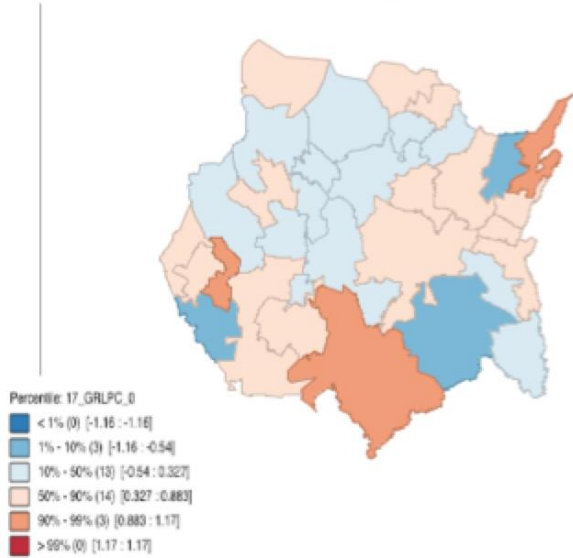 Percentile: 17_GRLPC_0
< 1% (0) [-1.16 : -1.16]
1% - 10% (3) [-1.16 : -0.54]
10% - 50% (13) [-0.54 : 0.327]
50% - 90% (14) [0.327 : 0.883]
90% - 99% (3) [0.883 : 1.17]
> 99% (0) [1.17 : 1.17]